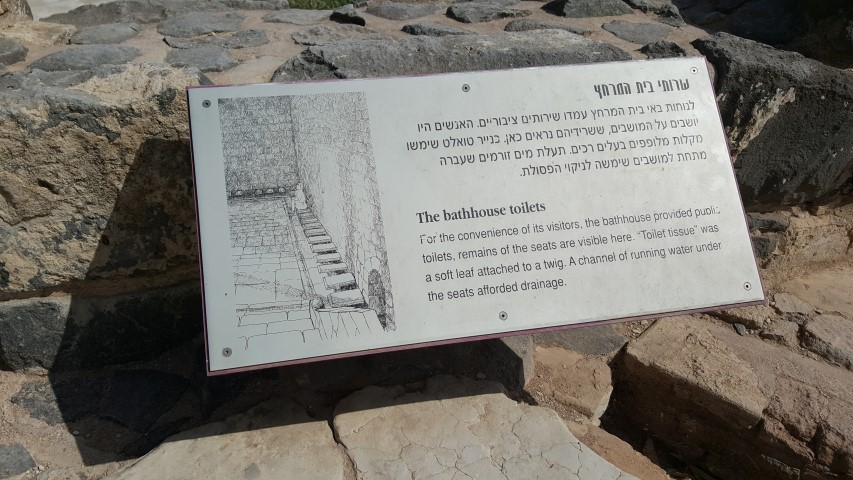 שרותי בית המרחץ
לנוחות באי בית המרחץ עמדו שירותים ציבוריים. האנשים היו
יושבים על המושבים, ששרידיהם נראים כאן, כנייר טואלט שימשו
מקלות מלופפים בעלים רכים. תעלת מים זורמים שעברה
מתחת למושבים שימשה לניקוי הפסולת.
The bathhouse toilets
For the convenience of its visitors, the bathhouse provided public
toilets, remains of the seats are visible here. "Toilet tissue" was
a soft leaf attached to a twig. A channel of running water under
the seats afforded drainage.